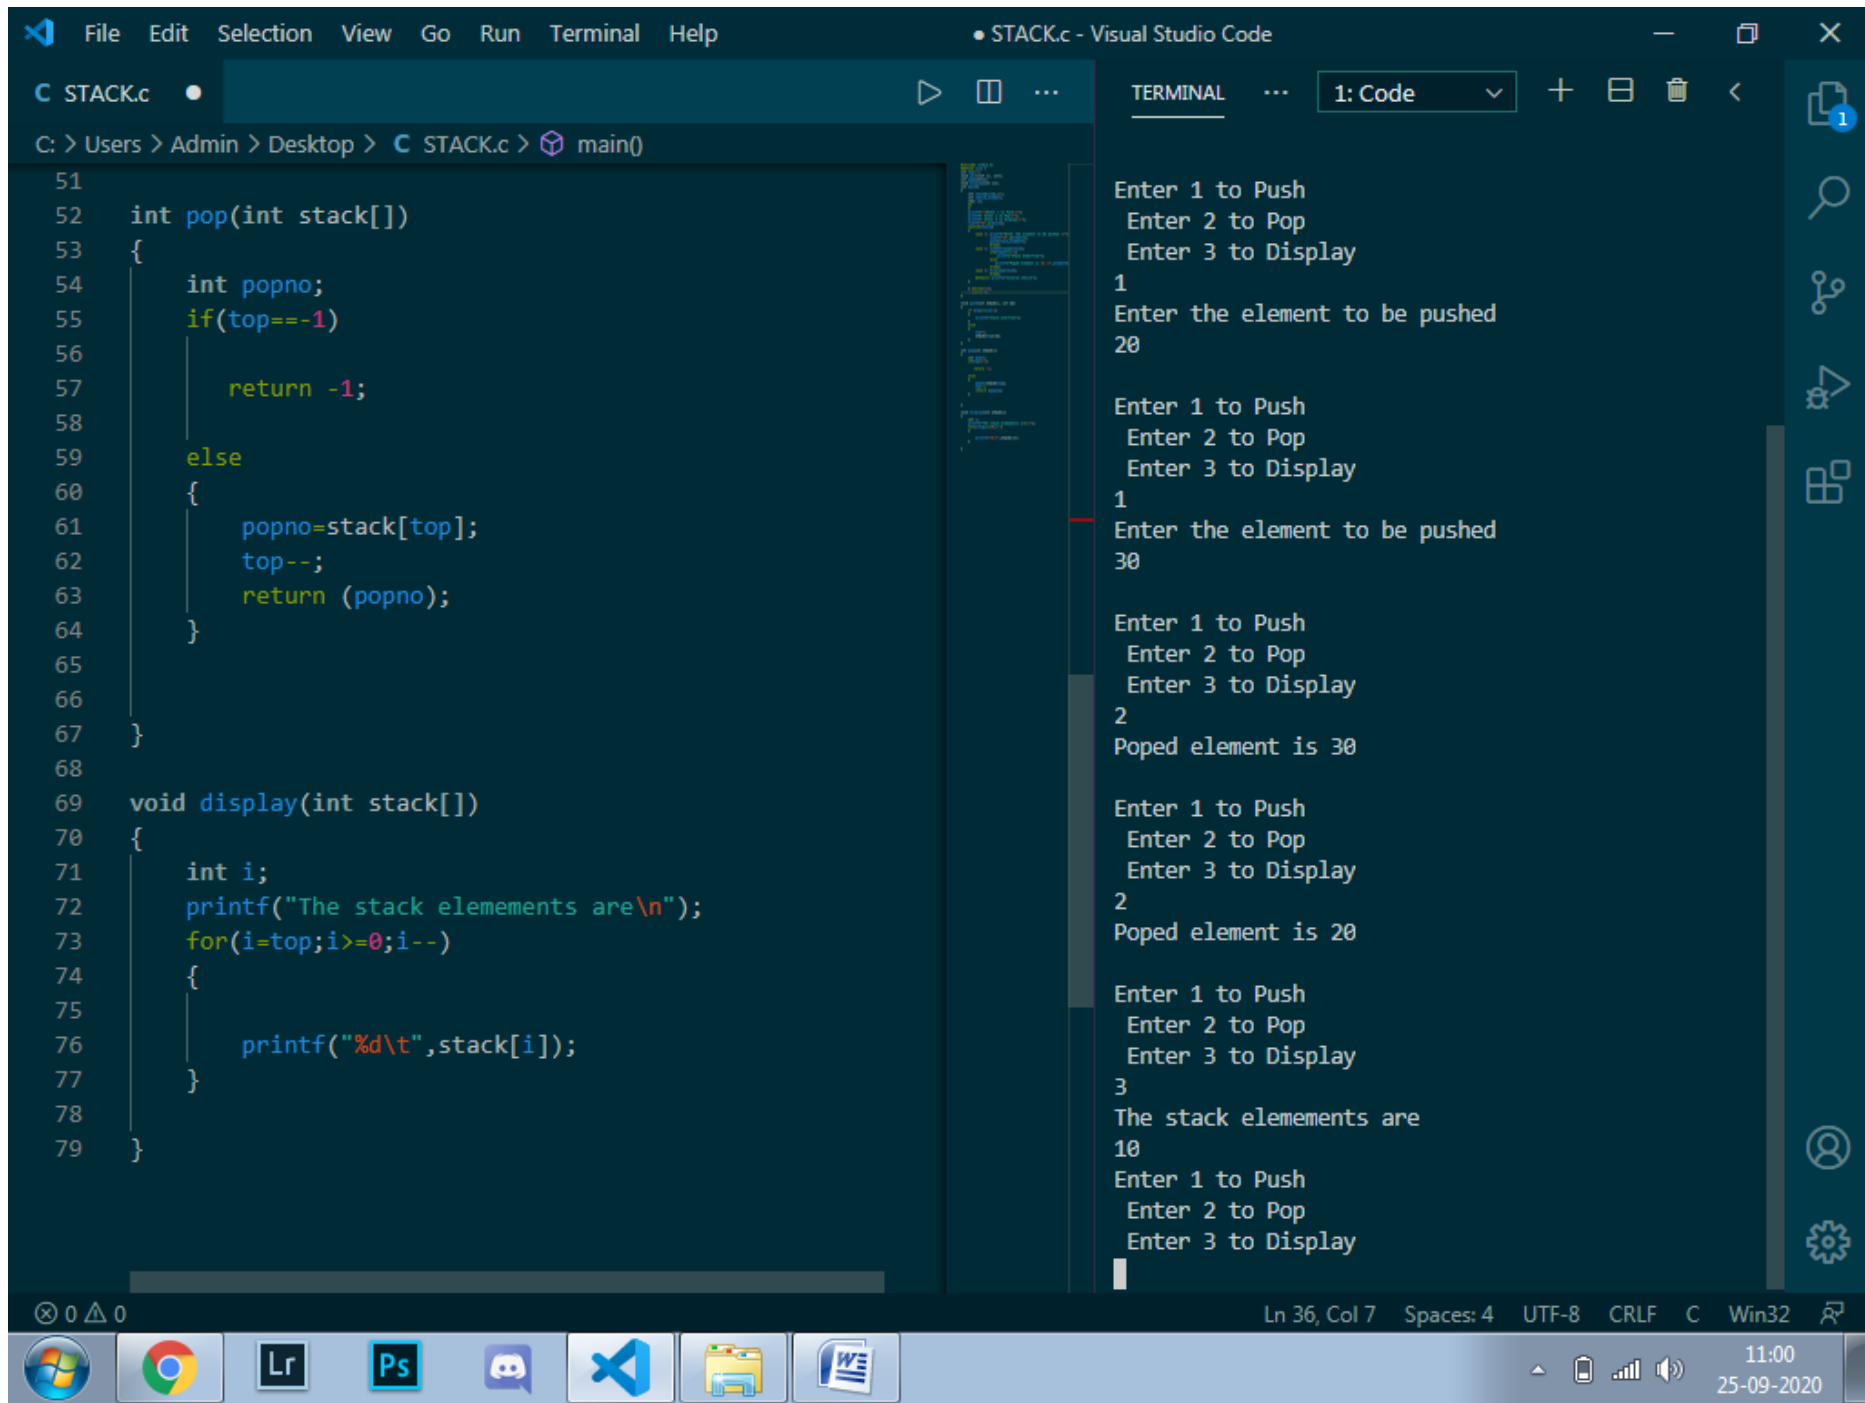 File Edit Selection View Go Run Terminal Help
● STACK.c - Visual Studio Code
C STACK.c ●
C: > Users > Admin > Desktop > C STACK.c > main()
51
52 int pop(int stack[])
53 {
54 int popno;
55 if(top==-1)
56
57 return -1;
58
59 else
60 {
61 popno=stack[top];
62 top--;
63 return (popno);
64 }
65
66
67 }
68
69 void display(int stack[])
70 {
71 int i;
72 printf("The stack elemements are\n");
73 for(i=top;i>=0;i--)
74 {
75
76 printf("%d\t",stack[i]);
77 }
78
79 }
TERMINAL ··· 1: Code
1
Enter 1 to Push
Enter 2 to Pop
Enter 3 to Display
1
Enter the element to be pushed
20
Enter 1 to Push
Enter 2 to Pop
Enter 3 to Display
1
Enter the element to be pushed
30
Enter 1 to Push
Enter 2 to Pop
Enter 3 to Display
2
Poped element is 30
Enter 1 to Push
Enter 2 to Pop
Enter 3 to Display
2
Poped element is 20
Enter 1 to Push
Enter 2 to Pop
Enter 3 to Display
3
The stack elemements are
10
Enter 1 to Push
Enter 2 to Pop
Enter 3 to Display
0 0
Ln 36, Col 7 Spaces: 4 UTF-8 CRLF C Win32
Lr
Ps
W
11:00
25-09-2020